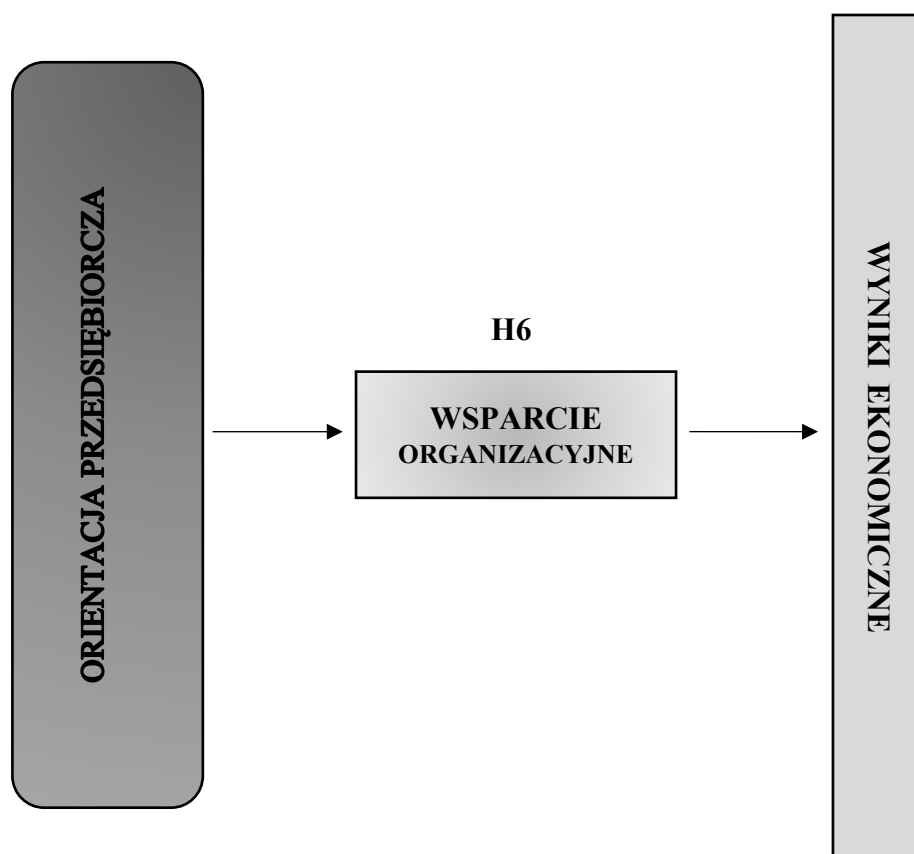 ORIENTACJA PRZEDSIĘBIORCZA
H6
WSPARCIE
ORGANIZACYJNE
WYNIKI EKONOMICZNE